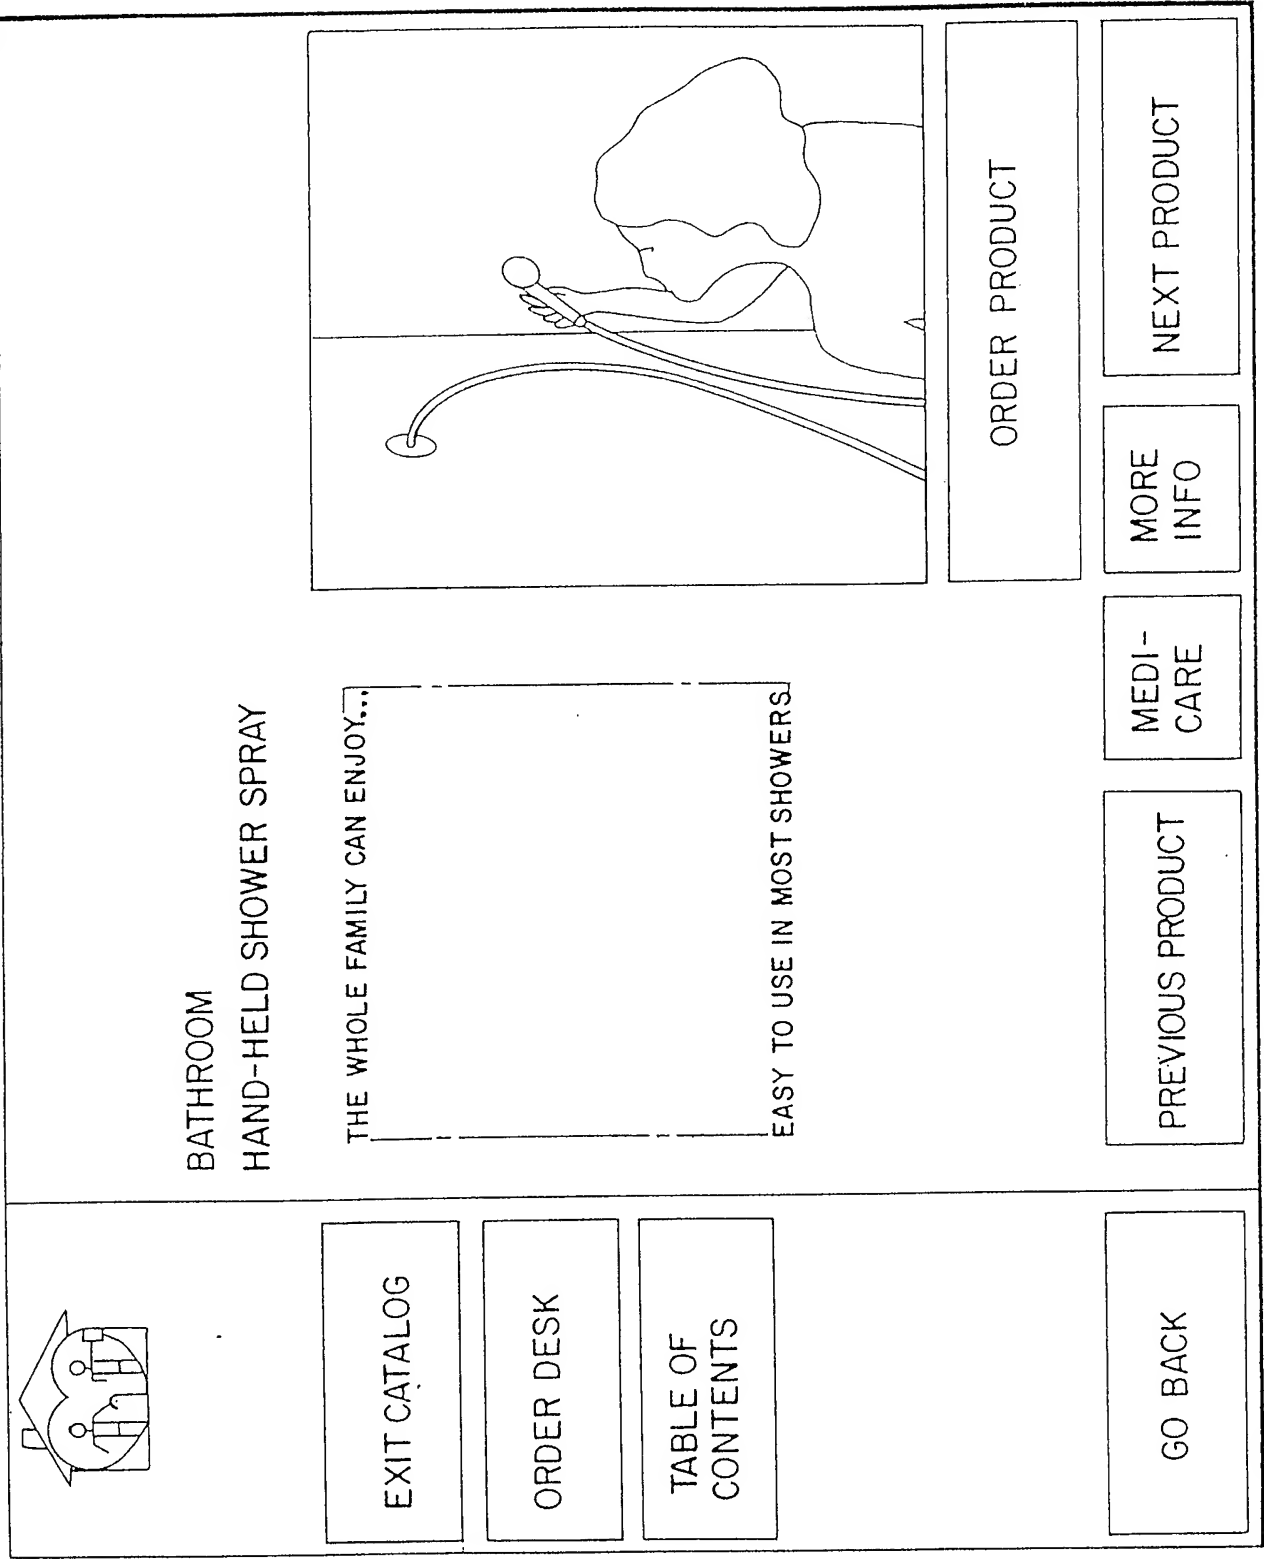 BATHROOM
HAND-HELD SHOWER SPRAY
THE WHOLE FAMILY CAN ENJOY...
EASY TO USE IN MOST SHOWERS
EXIT CATALOG
ORDER DESK
TABLE OF
CONTENTS
GO BACK
ORDER PRODUCT
PREVIOUS PRODUCT
MEDI-
CARE
MORE
INFO
NEXT PRODUCT